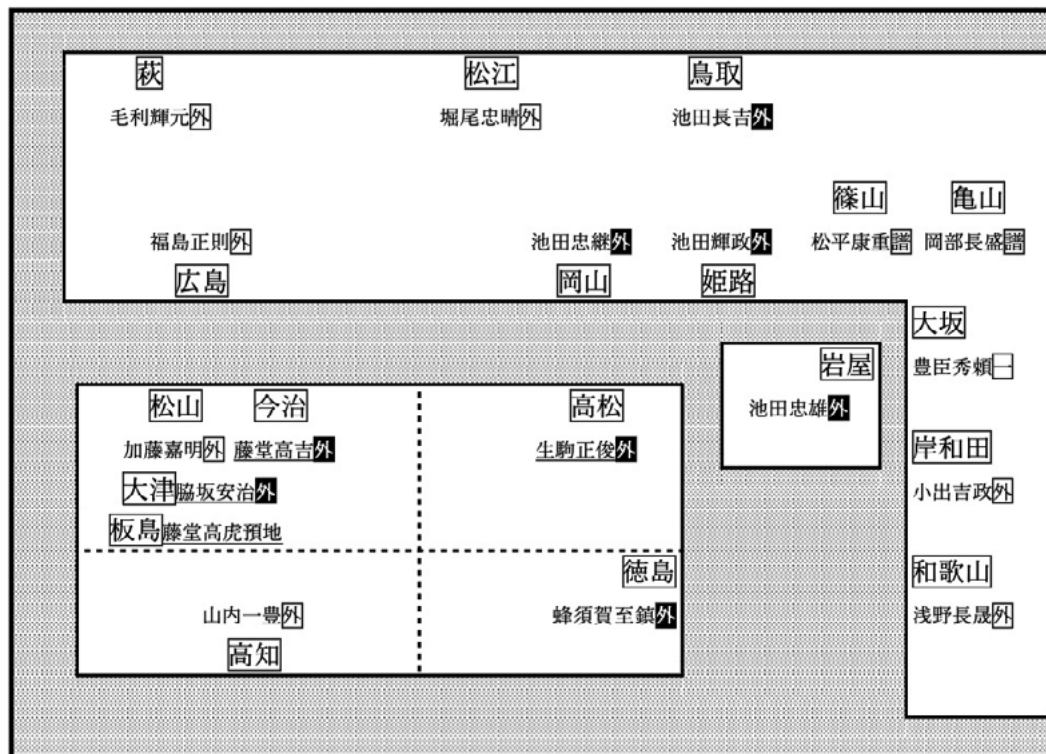 萩 松江 鳥取
毛利輝元外 堀尾忠晴外 池田長吉外
篠山 亀山
福島正則外 池田忠継外 池田輝政外 松平康重譜 岡部長盛譜
広島 岡山 姫路
大坂
豊臣秀頼一
岩屋
池田忠雄外
松山 今治 高松
加藤嘉明外 藤堂高吉外 生駒正俊外
大津脇坂安治外
板島藤堂高虎預地
岸和田
小出吉政外
徳島
山内一豊外 蜂須賀至鎮外
高知
和歌山
浅野長晟外